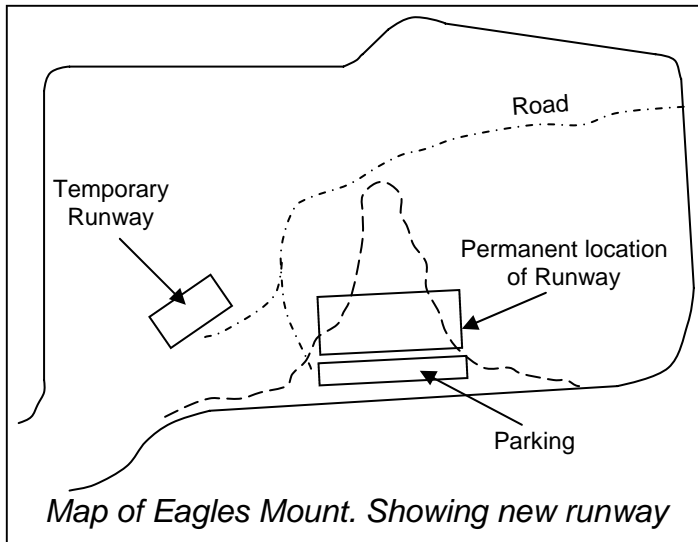 Road
Temporary
Runway
Permanent location
of Runway
Parking
Map of Eagles Mount. Showing new runway